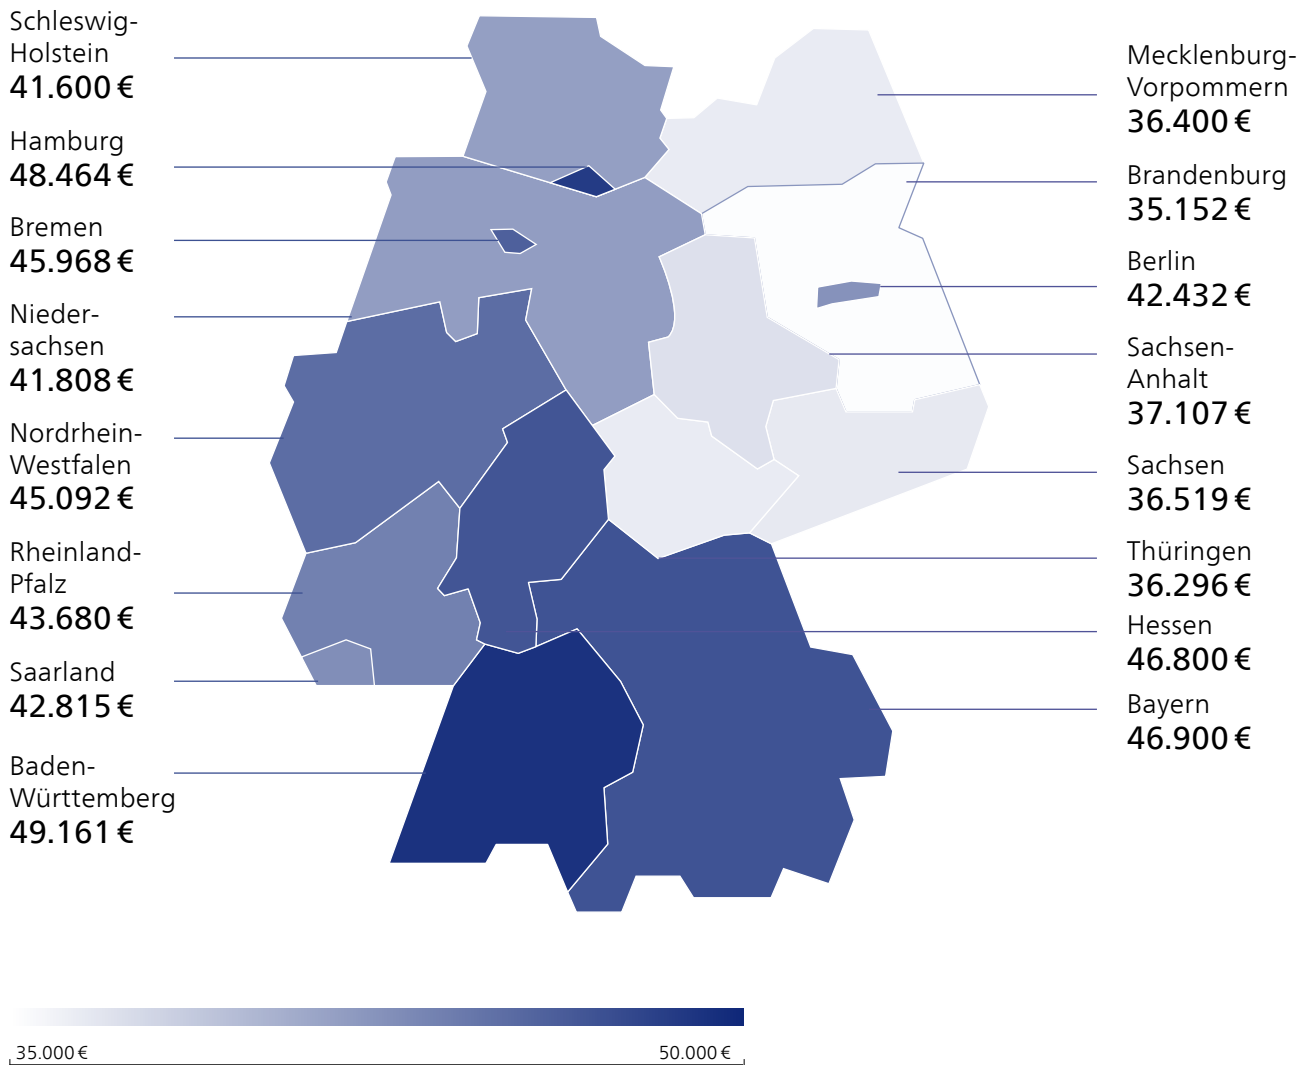 Schleswig-
Holstein
41.600 €
Hamburg
48.464 €
Bremen
45.968 €
Nieder-
sachsen
41.808 €
Nordrhein-
Westfalen
45.092 €
Rheinland-
Pfalz
43.680 €
Saarland
42.815 €
Baden-
Württemberg
49.161 €
Mecklenburg-
Vorpommern
36.400 €
Brandenburg
35.152 €
Berlin
42.432 €
Sachsen-
Anhalt
37.107 €
Sachsen
36.519 €
Thüringen
36.296 €
Hessen
46.800 €
Bayern
46.900 €
35.000 €
50.000 €